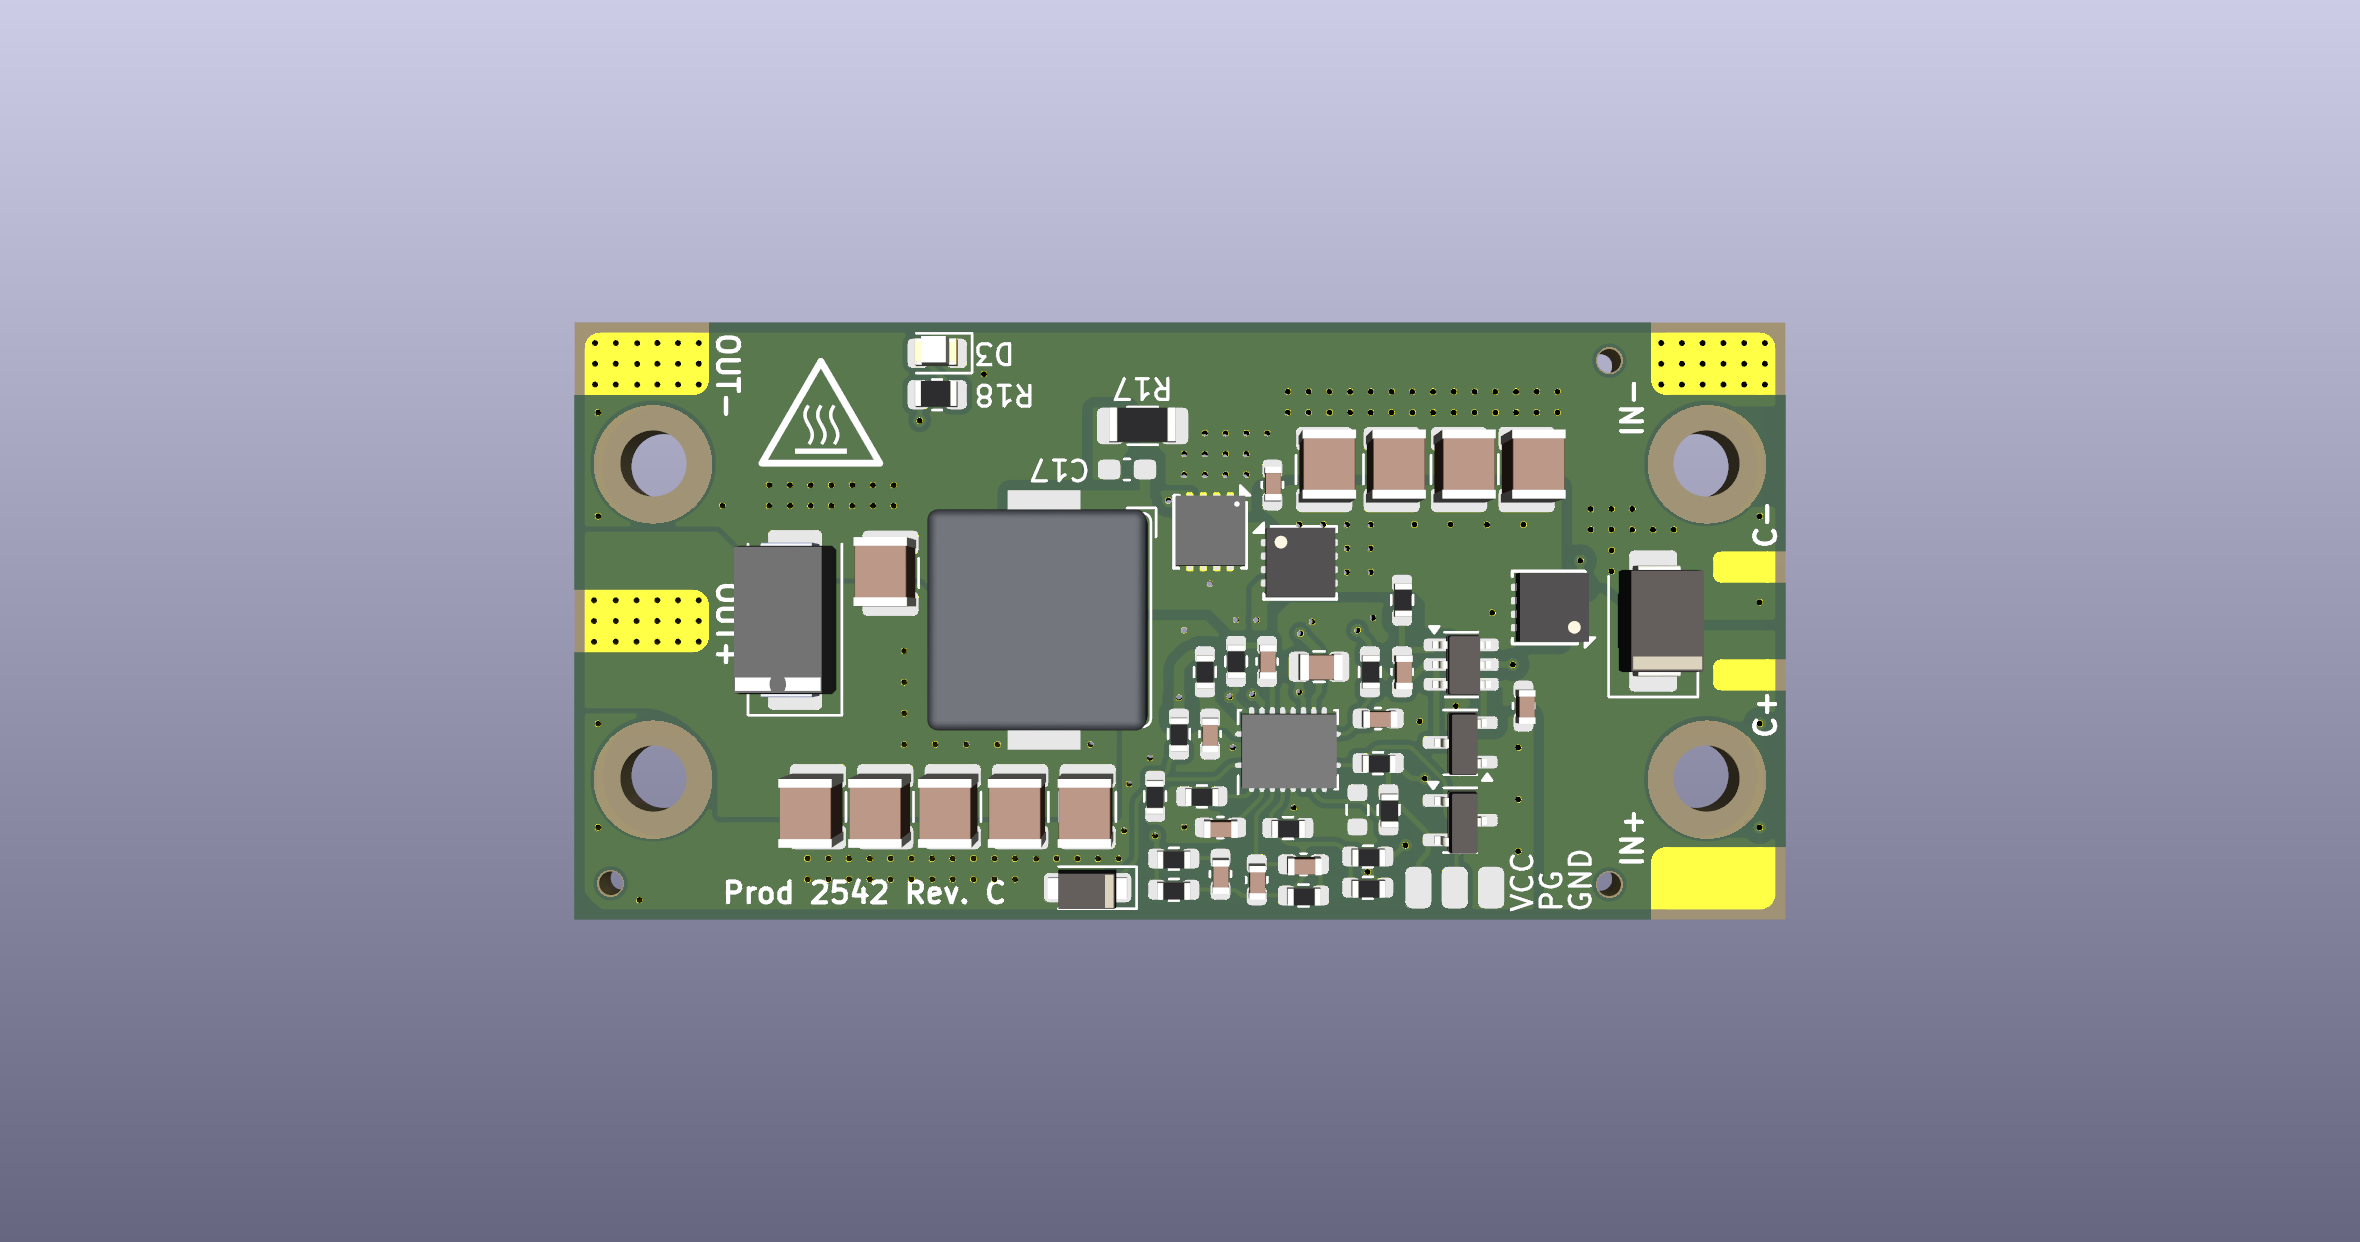 OUT-
D3
R18
R17
C17
IN-
C-
OUT+
C+
IN+
VCC
PG
GND
Prod 2542 Rev. C